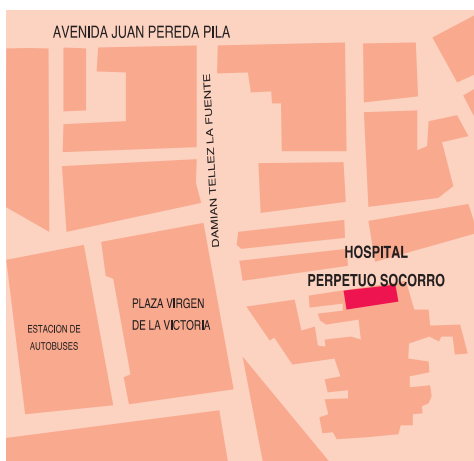 AVENIDA JUAN PEREDA PILA
DAMIAN TELLEZ LA FUENTE
HOSPITAL
PERPETUO SOCORRO
PLAZA VIRGEN
DE LA VICTORIA
ESTACION DE
AUTOBUSES